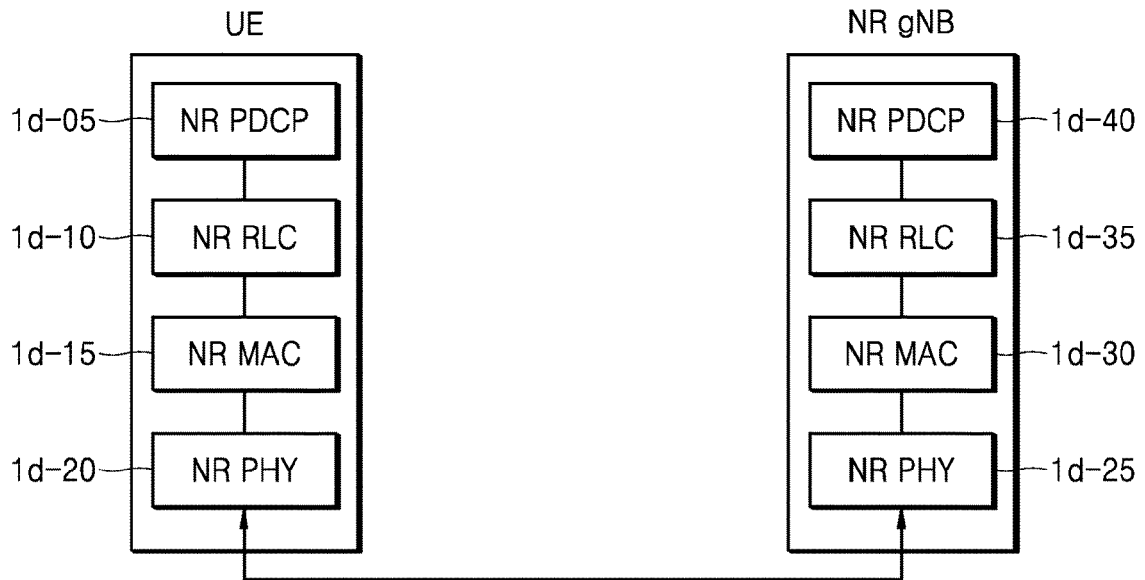 UE NR gNB
1d-05 NR PDCP NR PDCP 1d-40
1d-10 NR RLC NR RLC 1d-35
1d-15 NR MAC NR MAC 1d-30
1d-20 NR PHY NR PHY 1d-25